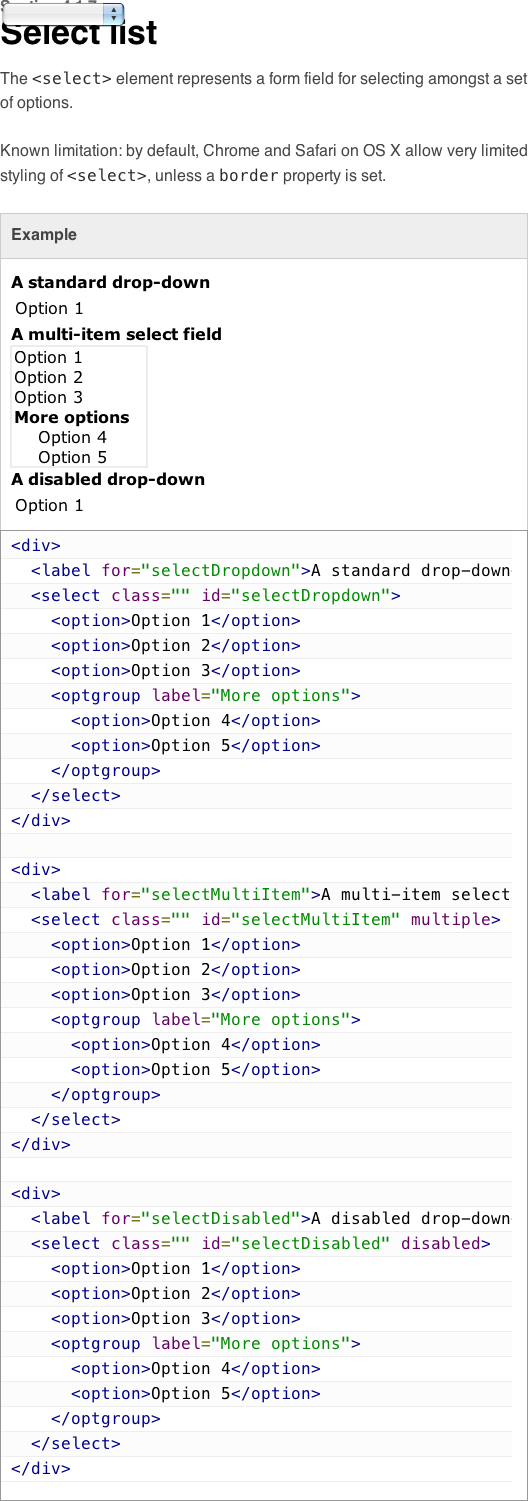 Select list
The <select> element represents a form field for selecting amongst a set
of options.
Known limitation: by default, Chrome and Safari on OS X allow very limited
styling of <select>, unless a border property is set.
Example
A standard drop-down
Option 1
A multi-item select field
Option 1
Option 2
Option 3
More options
Option 4
Option 5
A disabled drop-down
Option 1
<div>
  <label for="selectDropdown">A standard drop-down
  <select class="" id="selectDropdown">
    <option>Option 1</option>
    <option>Option 2</option>
    <option>Option 3</option>
    <optgroup label="More options">
      <option>Option 4</option>
      <option>Option 5</option>
    </optgroup>
  </select>
</div>
<div>
  <label for="selectMultiItem">A multi-item select
  <select class="" id="selectMultiItem" multiple>
    <option>Option 1</option>
    <option>Option 2</option>
    <option>Option 3</option>
    <optgroup label="More options">
      <option>Option 4</option>
      <option>Option 5</option>
    </optgroup>
  </select>
</div>
<div>
  <label for="selectDisabled">A disabled drop-down
  <select class="" id="selectDisabled" disabled>
    <option>Option 1</option>
    <option>Option 2</option>
    <option>Option 3</option>
    <optgroup label="More options">
      <option>Option 4</option>
      <option>Option 5</option>
    </optgroup>
  </select>
</div>